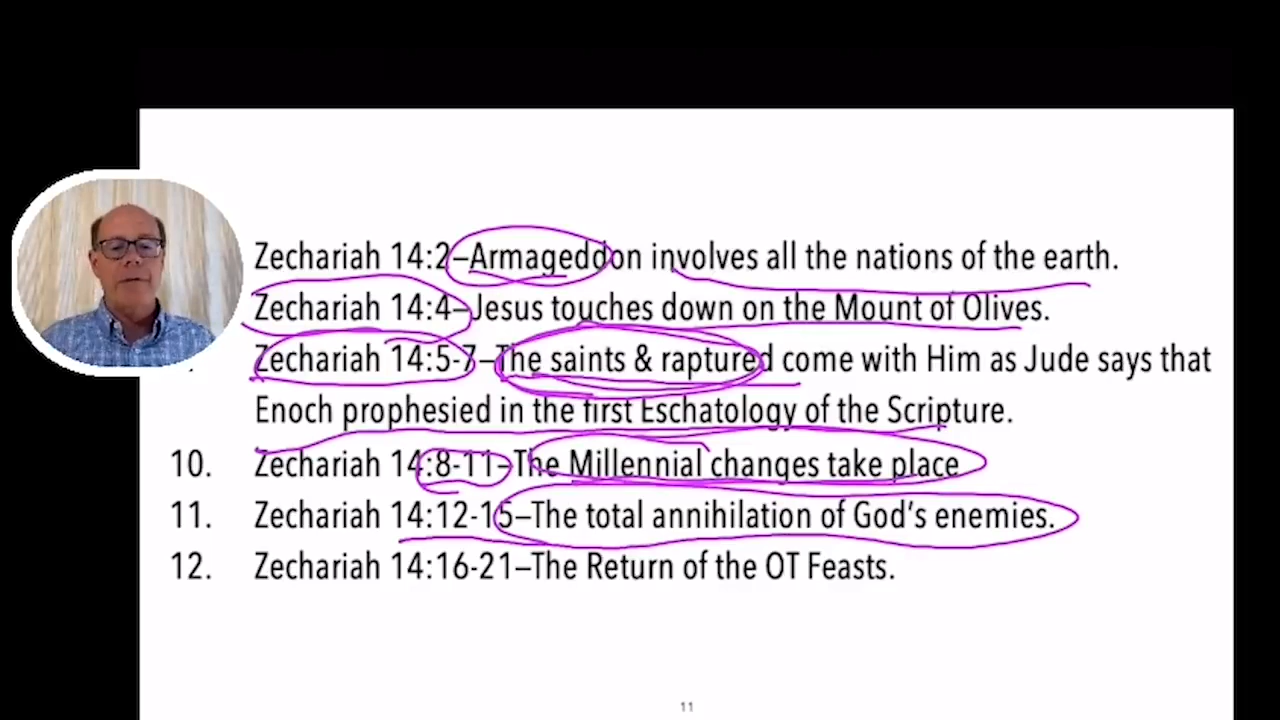 Zechariah 14:2–Armageddon involves all the nations of the earth.
Zechariah 14:4–Jesus touches down on the Mount of Olives.
Zechariah 14:5-7–The saints & raptured come with Him as Jude says that
Enoch prophesied in the first Eschatology of the Scripture.
10. Zechariah 14:8-11–The Millennial changes take place
11. Zechariah 14:12-15–The total annihilation of God’s enemies.
12. Zechariah 14:16-21–The Return of the OT Feasts.
11